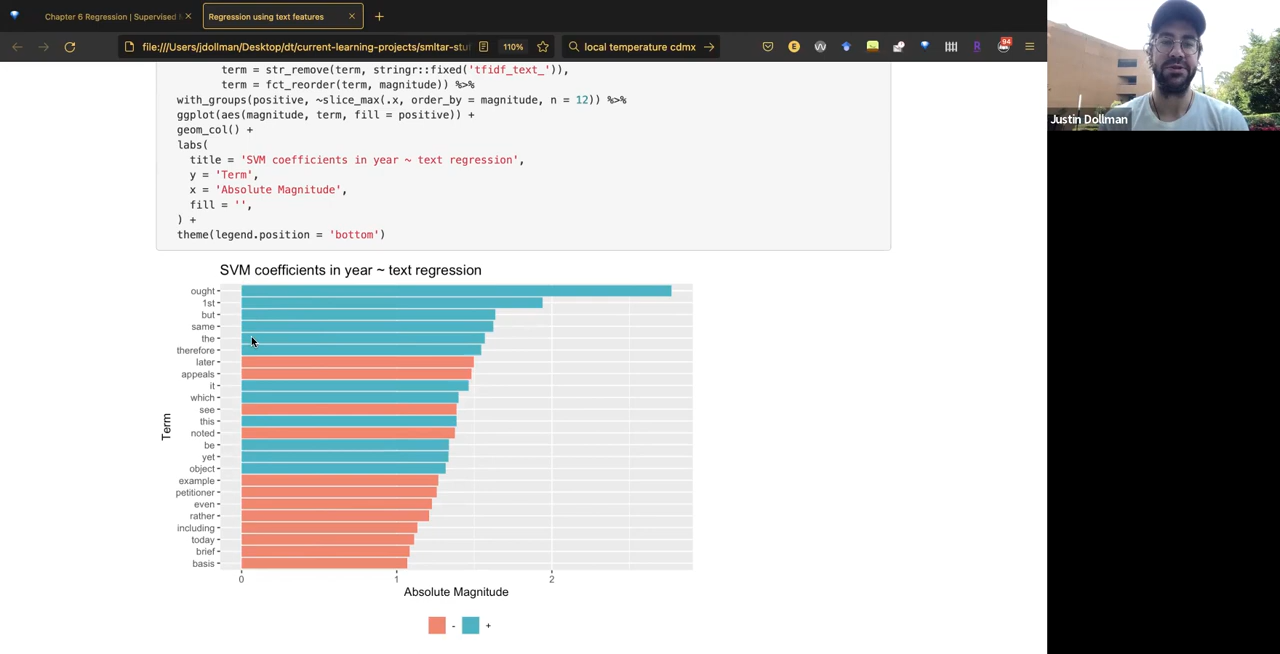 Chapter 6 Regression | Supervised
Regression using text features
file:///Users/jdollman/Desktop/dt/current-learning-projects/smltar-stu
110%
local temperature cdmx
94
term = str_remove(term, stringr::fixed('tfidf_text_')),
term = fct_reorder(term, magnitude)) %>%
with_groups(positive, ~slice_max(.x, order_by = magnitude, n = 12)) %>%
ggplot(aes(magnitude, term, fill = positive)) +
geom_col() +
labs(
title = 'SVM coefficients in year ~ text regression',
y = 'Term',
x = 'Absolute Magnitude',
fill = '',
) +
theme(legend.position = 'bottom')
SVM coefficients in year ~ text regression
ought
1st
but
same
the
therefore
later
appeals
it
which
see
this
noted
be
yet
object
example
petitioner
even
rather
including
today
brief
basis
Term
0 1 2
Absolute Magnitude
- +
Justin Dollman